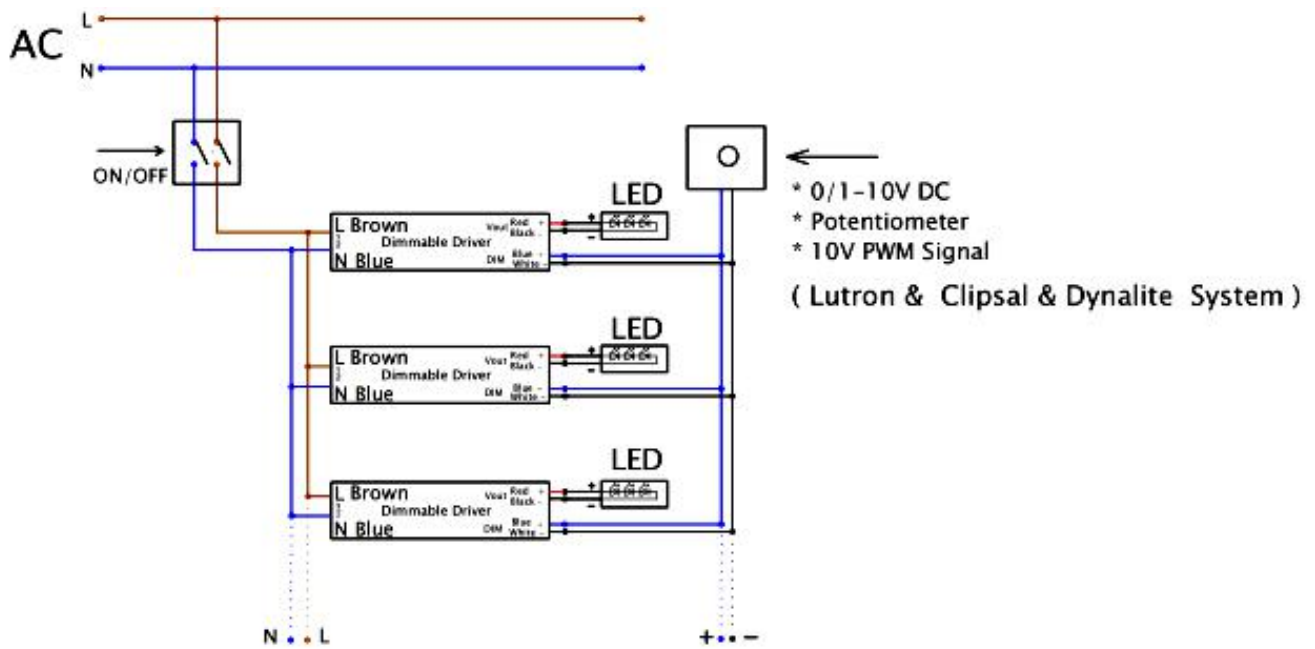 L
AC
N
ON/OFF
* 0/1-10V DC
* Potentiometer
* 10V PWM Signal
( Lutron & Clipsal & Dynalite System )
LED
L Brown
Vout Red +
Black -
Dimmable Driver
N Blue
DIM Blue +
White -
+
-
LED
L Brown
Vout Red +
Black -
Dimmable Driver
N Blue
DIM Blue
White -
+
-
LED
L Brown
Vout Red +
Black -
Dimmable Driver
N Blue
DIM Blue +
White -
+
-
N L
+ -